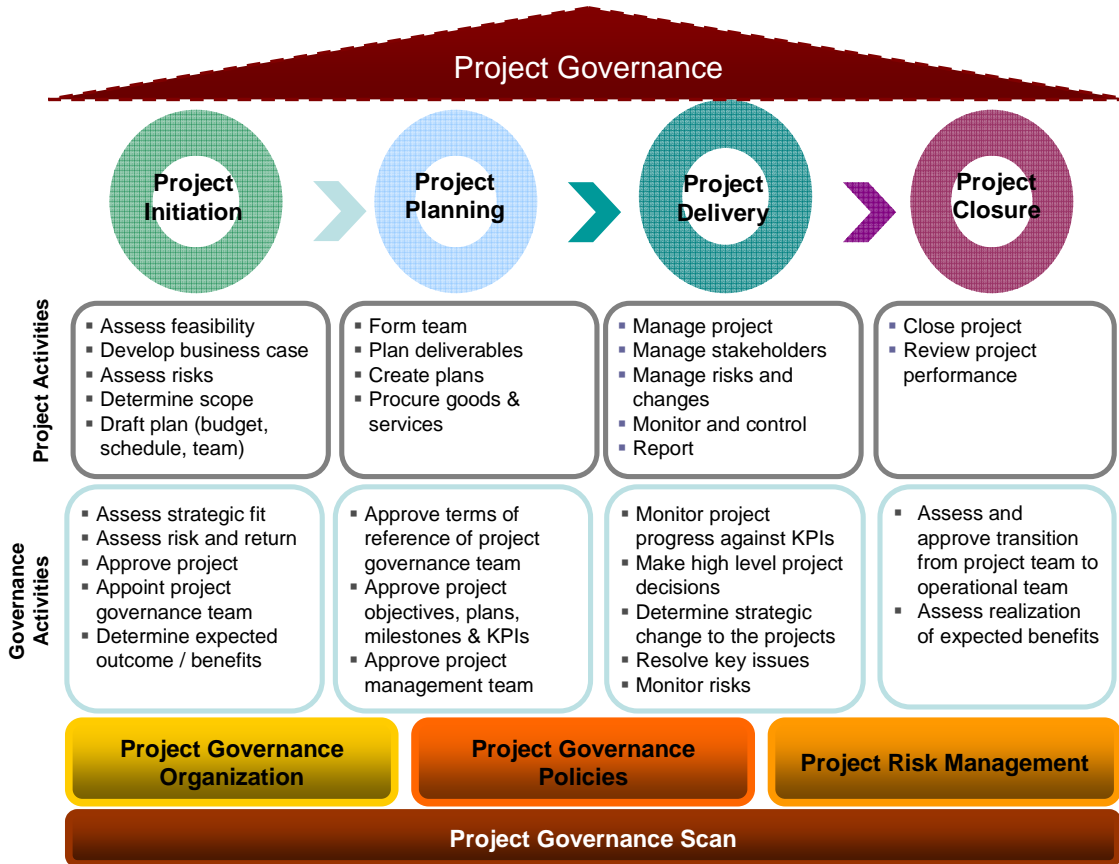 Project Governance
Project
Initiation
Project
Planning
Project
Delivery
Project
Closure
Project Activities
▪ Assess feasibility
▪ Develop business case
▪ Assess risks
▪ Determine scope
▪ Draft plan (budget,
schedule, team)
▪ Form team
▪ Plan deliverables
▪ Create plans
▪ Procure goods &
services
▪ Manage project
▪ Manage stakeholders
▪ Manage risks and
changes
▪ Monitor and control
▪ Report
▪ Close project
▪ Review project
performance
Governance
Activities
▪ Assess strategic fit
▪ Assess risk and return
▪ Approve project
▪ Appoint project
governance team
▪ Determine expected
outcome / benefits
▪ Approve terms of
reference of project
governance team
▪ Approve project
objectives, plans,
milestones & KPIs
▪ Approve project
management team
▪ Monitor project
progress against KPIs
▪ Make high level project
decisions
▪ Determine strategic
change to the projects
▪ Resolve key issues
▪ Monitor risks
▪ Assess and
approve transition
from project team to
operational team
▪ Assess realization
of expected benefits
Project Governance
Organization
Project Governance
Policies
Project Risk Management
Project Governance Scan